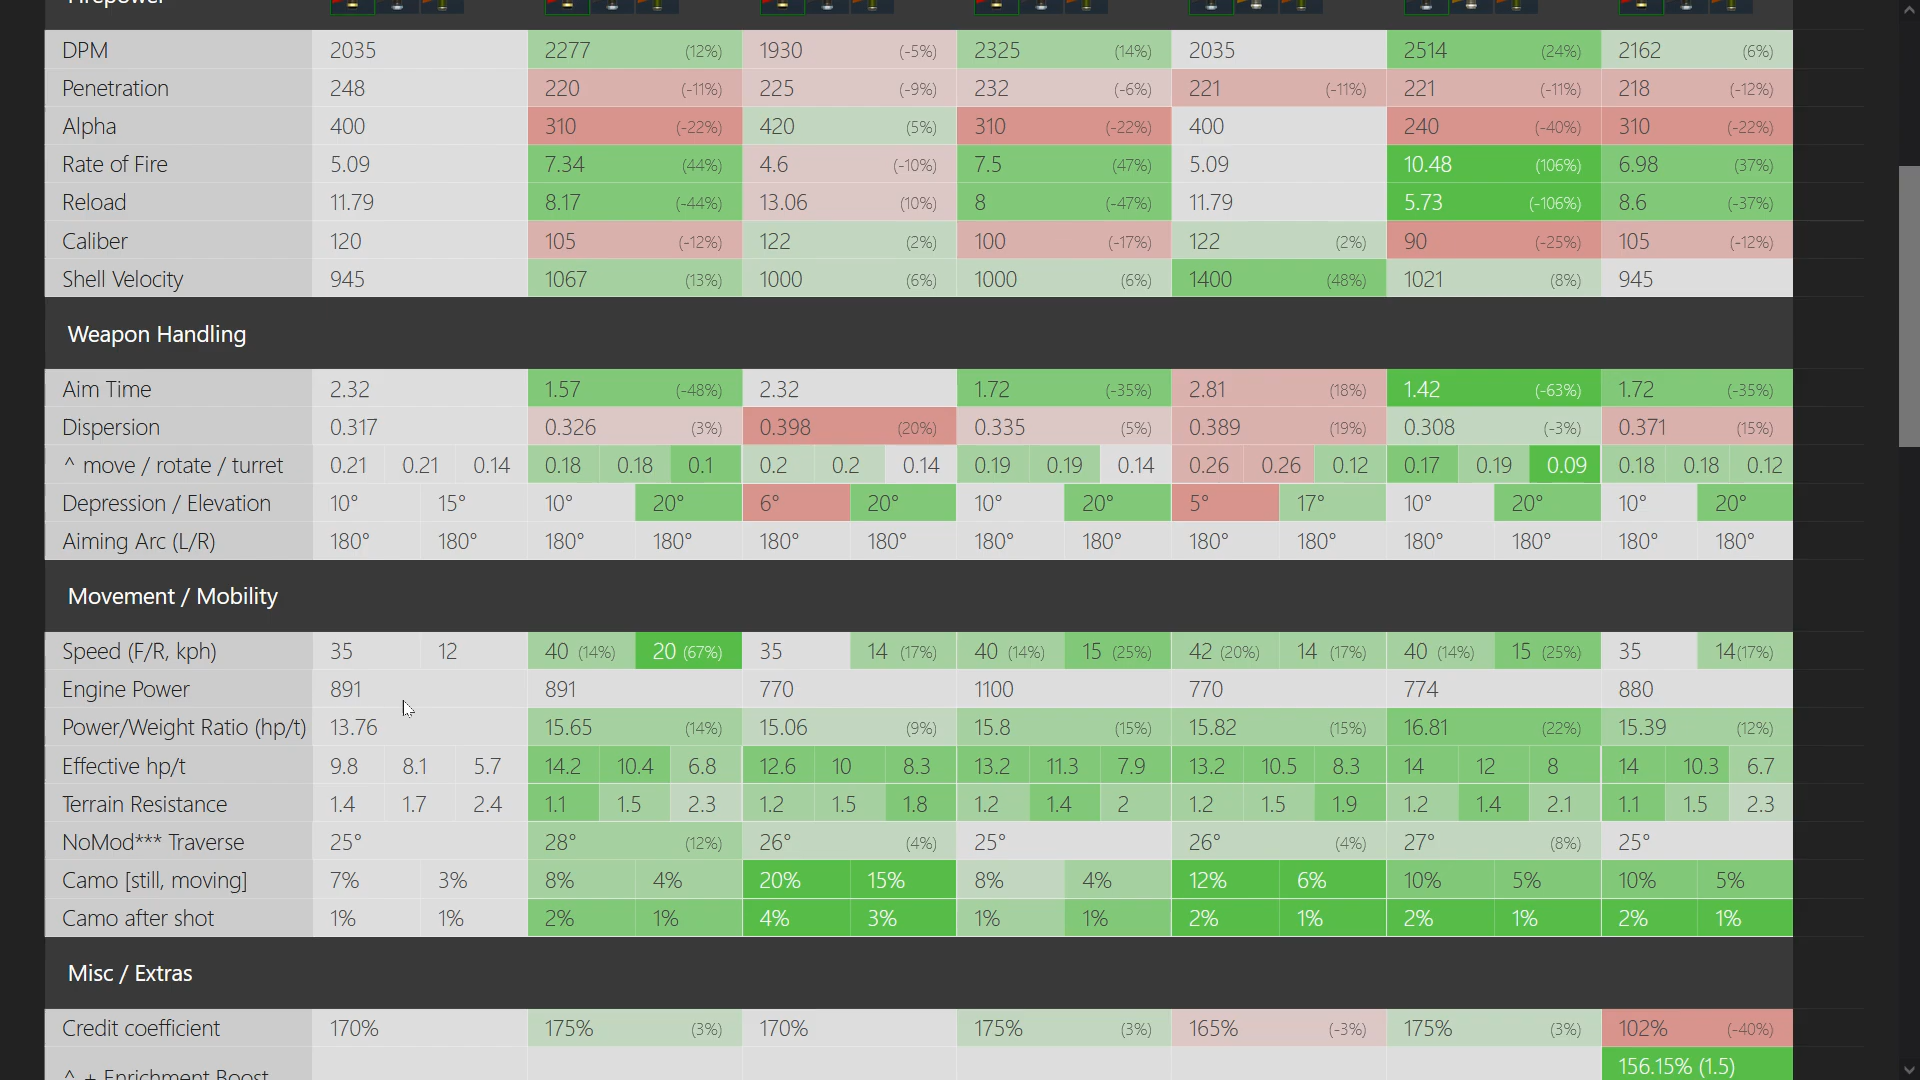 Firepower
DPM 2035 2277 (12%) 1930 (-5%) 2325 (14%) 2035 2514 (24%) 2162 (6%)
Penetration 248 220 (-11%) 225 (-9%) 232 (-6%) 221 (-11%) 221 (-11%) 218 (-12%)
Alpha 400 310 (-22%) 420 (5%) 310 (-22%) 400 240 (-40%) 310 (-22%)
Rate of Fire 5.09 7.34 (44%) 4.6 (-10%) 7.5 (47%) 5.09 10.48 (106%) 6.98 (37%)
Reload 11.79 8.17 (-44%) 13.06 (10%) 8 (-47%) 11.79 5.73 (-106%) 8.6 (-37%)
Caliber 120 105 (-12%) 122 (2%) 100 (-17%) 122 (2%) 90 (-25%) 105 (-12%)
Shell Velocity 945 1067 (13%) 1000 (6%) 1000 (6%) 1400 (48%) 1021 (8%) 945
Weapon Handling
Aim Time 2.32 1.57 (-48%) 2.32 1.72 (-35%) 2.81 (18%) 1.42 (-63%) 1.72 (-35%)
Dispersion 0.317 0.326 (3%) 0.398 (20%) 0.335 (5%) 0.389 (19%) 0.308 (-3%) 0.371 (15%)
^ move / rotate / turret 0.21 0.21 0.14 0.18 0.18 0.1 0.2 0.2 0.14 0.19 0.19 0.14 0.26 0.26 0.12 0.17 0.19 0.09 0.18 0.18 0.12
Depression / Elevation 10° 15° 10° 20° 6° 20° 10° 20° 5° 17° 10° 20° 10° 20°
Aiming Arc (L/R) 180° 180° 180° 180° 180° 180° 180° 180° 180° 180° 180° 180° 180° 180°
Movement / Mobility
Speed (F/R, kph) 35 12 40 (14%) 20 (67%) 35 14 (17%) 40 (14%) 15 (25%) 42 (20%) 14 (17%) 40 (14%) 15 (25%) 35 14(17%)
Engine Power 891 891 770 1100 770 774 880
Power/Weight Ratio (hp/t) 13.76 15.65 (14%) 15.06 (9%) 15.8 (15%) 15.82 (15%) 16.81 (22%) 15.39 (12%)
Effective hp/t 9.8 8.1 5.7 14.2 10.4 6.8 12.6 10 8.3 13.2 11.3 7.9 13.2 10.5 8.3 14 12 8 14 10.3 6.7
Terrain Resistance 1.4 1.7 2.4 1.1 1.5 2.3 1.2 1.5 1.8 1.2 1.4 2 1.2 1.5 1.9 1.2 1.4 2.1 1.1 1.5 2.3
NoMod*** Traverse 25° 28° (12%) 26° (4%) 25° 26° (4%) 27° (8%) 25°
Camo [still, moving] 7% 3% 8% 4% 20% 15% 8% 4% 12% 6% 10% 5% 10% 5%
Camo after shot 1% 1% 2% 1% 4% 3% 1% 1% 2% 1% 2% 1% 2% 1%
Misc / Extras
Credit coefficient 170% 175% (3%) 170% 175% (3%) 165% (-3%) 175% (3%) 102% (-40%)
^ + Enrichment Boost 156.15% (1.5)